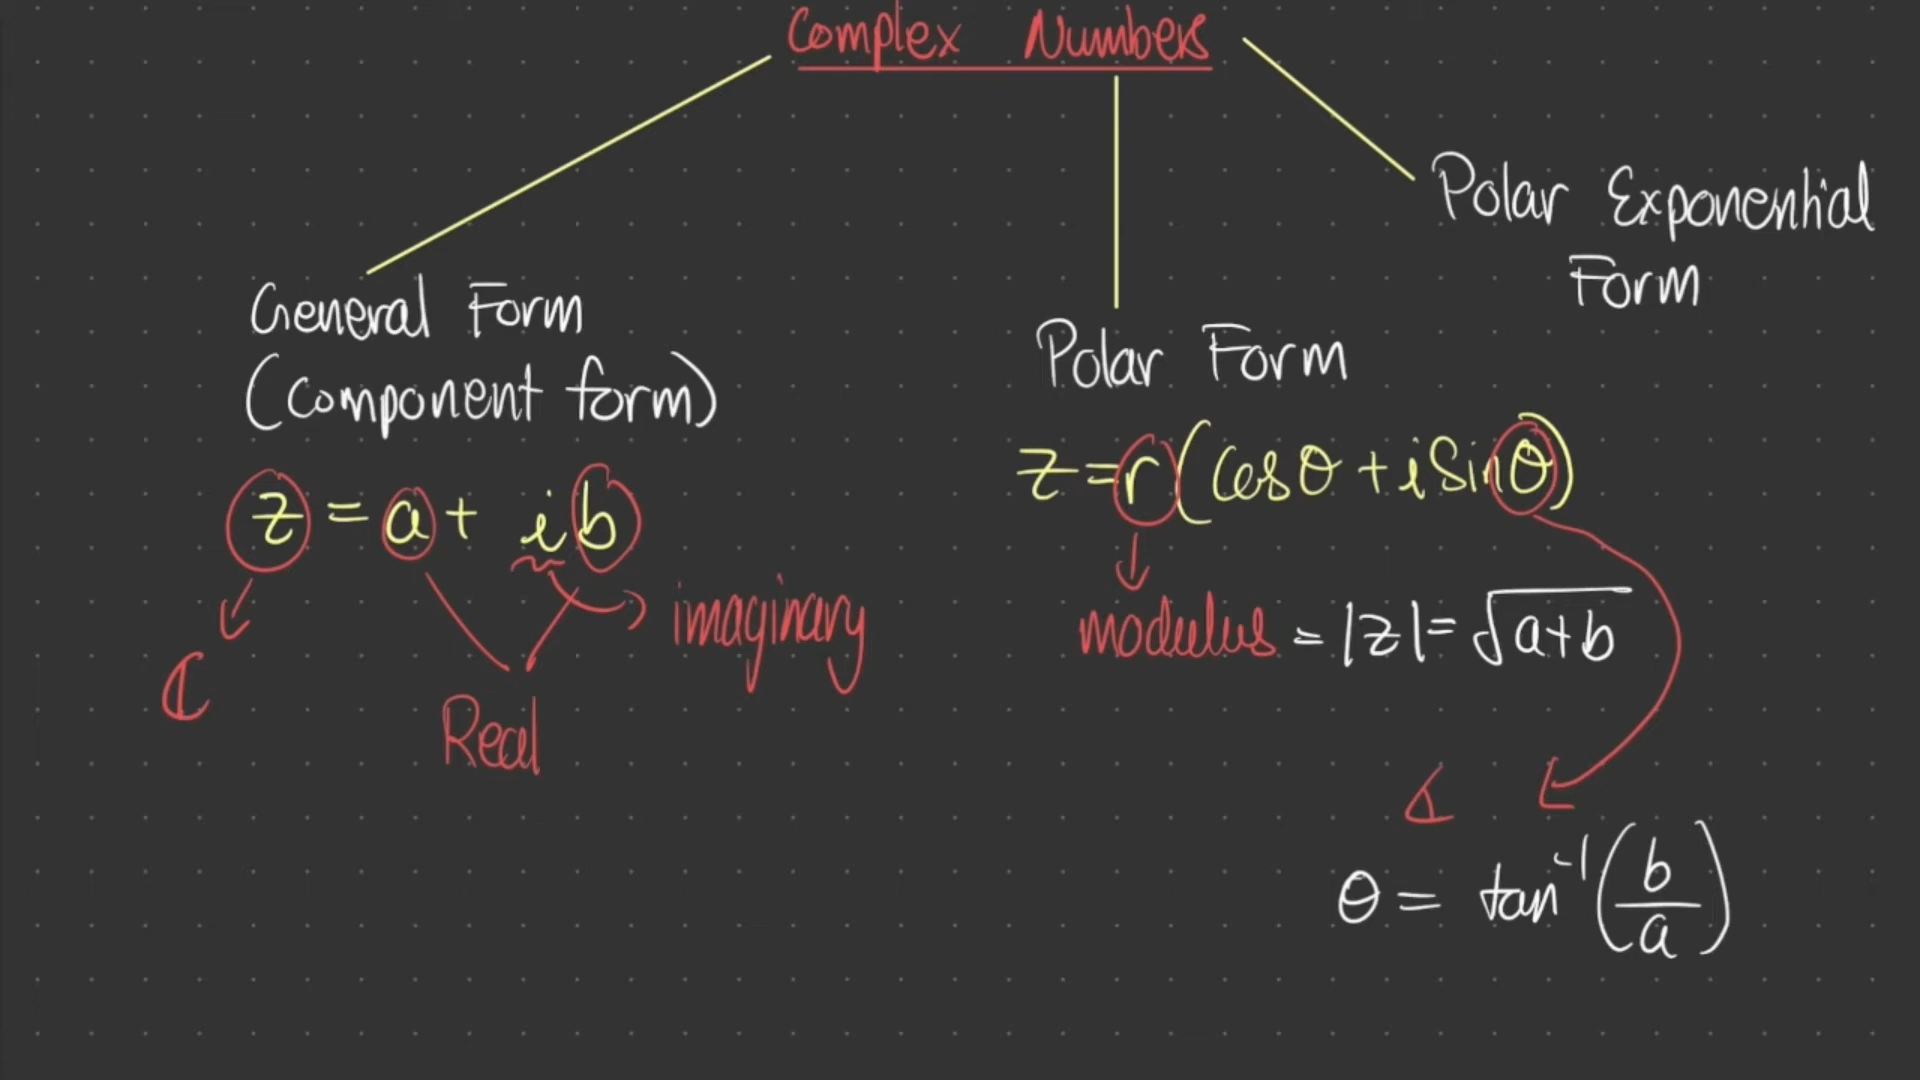 Complex Numbers
General Form
(Component form)
z = a + ib
ℂ
Real
imaginary
Polar Form
z = r(Cosθ + i Sinθ)
modulus = |z| = √a+b
∡
θ = tan⁻¹(b/a)
Polar Exponential
Form